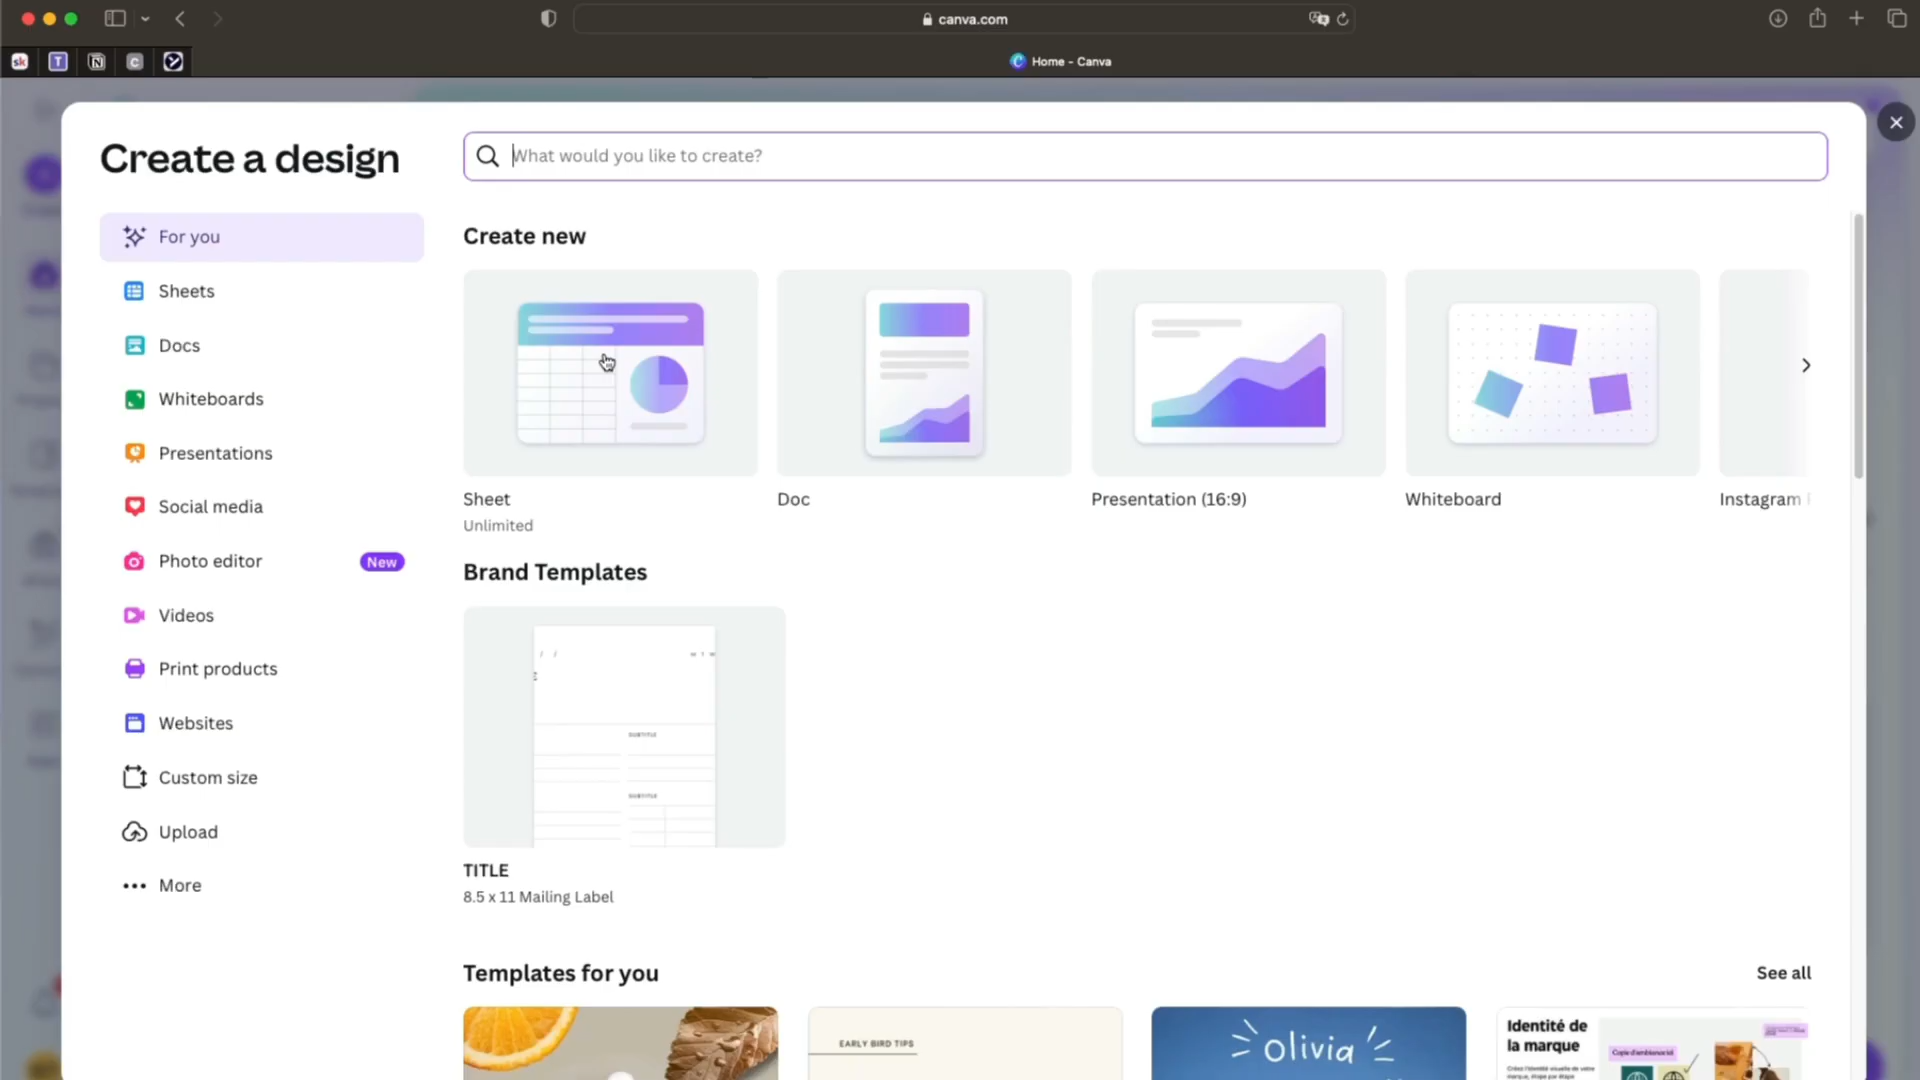 canva.com
sk
T
N
C
Home - Canva
Create a design
What would you like to create?
For you
Sheets
Docs
Whiteboards
Presentations
Social media
Photo editor
New
Videos
Print products
Websites
Custom size
Upload
More
Create new
Sheet
Unlimited
Doc
Presentation (16:9)
Whiteboard
Instagram
Brand Templates
SUBTITLE
SUBTITLE
TITLE
8.5 x 11 Mailing Label
Templates for you
See all
EARLY BIRD TIPS
olivia
Identité de
la marque